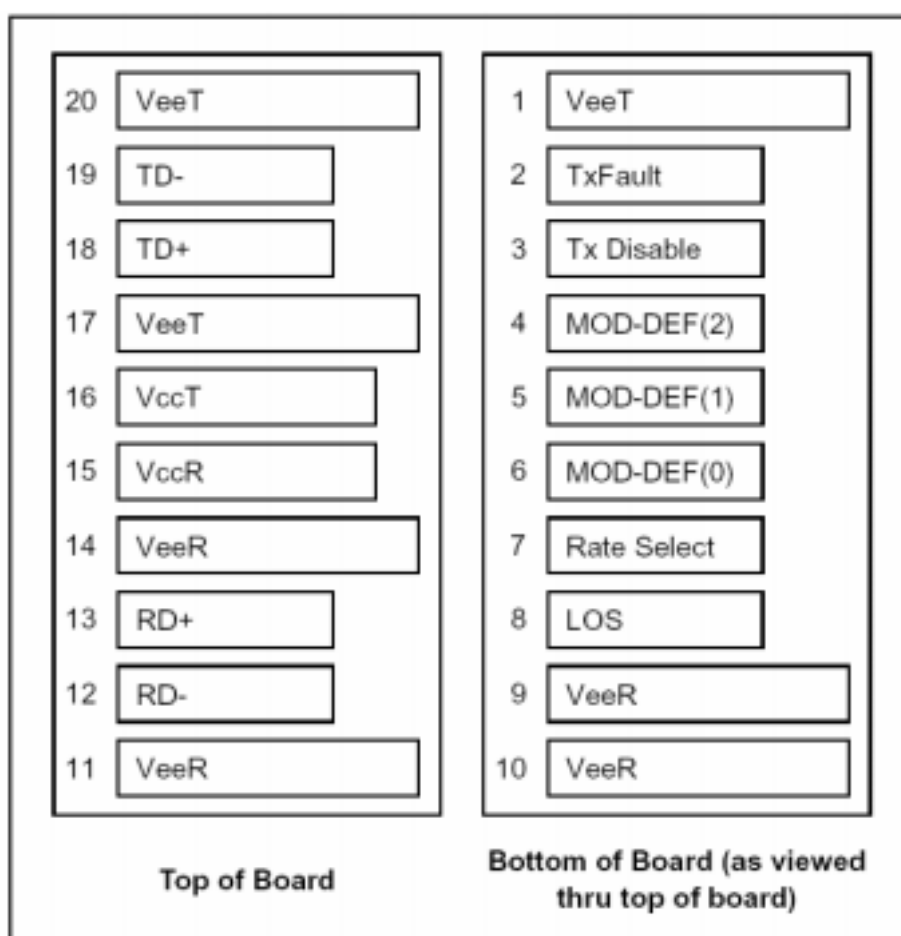 20 VeeT
19 TD-
18 TD+
17 VeeT
16 VccT
15 VccR
14 VeeR
13 RD+
12 RD-
11 VeeR
Top of Board
1 VeeT
2 TxFault
3 Tx Disable
4 MOD-DEF(2)
5 MOD-DEF(1)
6 MOD-DEF(0)
7 Rate Select
8 LOS
9 VeeR
10 VeeR
Bottom of Board (as viewed
thru top of board)